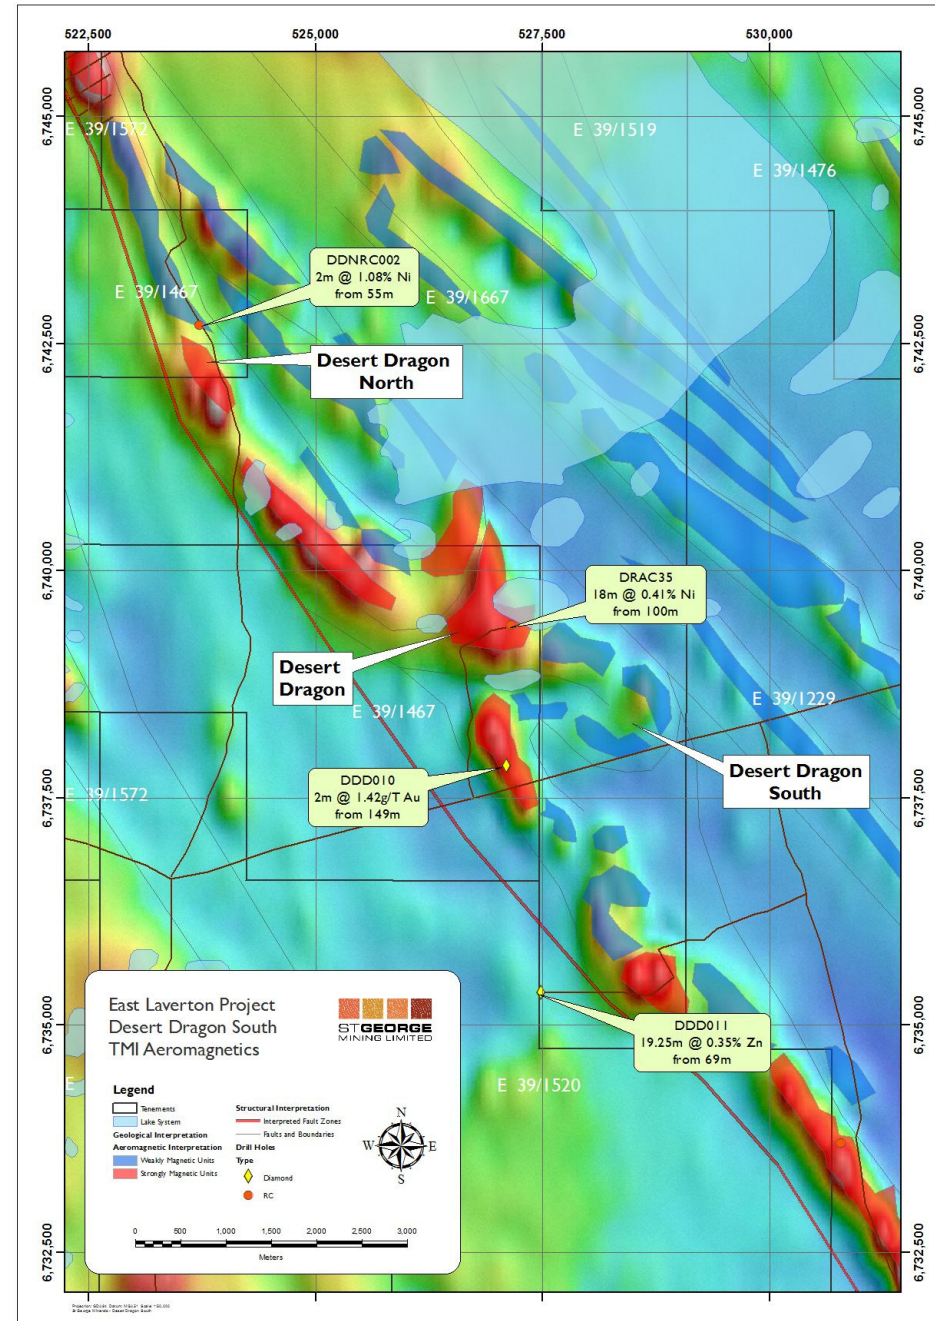 522,500
525,000
527,500
530,000
6,745,000
6,745,000
E 39/1572
E 39/1519
E 39/1476
DDNRC002
2m @ 1.08% Ni
from 55m
E 39/1467
E 39/1667
6,742,500
6,742,500
Desert Dragon
North
6,740,000
6,740,000
DRAC35
18m @ 0.41% Ni
from 100m
Desert
Dragon
E 39/1467
E 39/1229
Desert Dragon
South
DDD010
2m @ 1.42g/T Au
from 149m
E 39/1572
6,737,500
6,737,500
6,735,000
6,735,000
DDD011
19.25m @ 0.35% Zn
from 69m
E
E 39/1520
East Laverton Project
Desert Dragon South
TMI Aeromagnetics
STGEORGE
MINING LIMITED
Legend
Tenements
Lake System
Geological Interpretation
Aeromagnetic Interpretation
Weakly Magnetic Units
Strongly Magnetic Units
Structural Interpretation
Interpreted Fault Zones
Faults and Boundaries
Drill Holes
Type
Diamond
RC
N
W
E
S
0 500 1,000 1,500 2,000 2,500 3,000
Meters
6,732,500
6,732,500